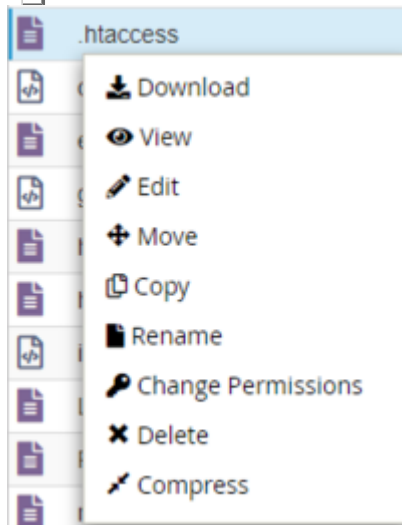 .htaccess
Download
View
Edit
Move
Copy
Rename
Change Permissions
Delete
Compress